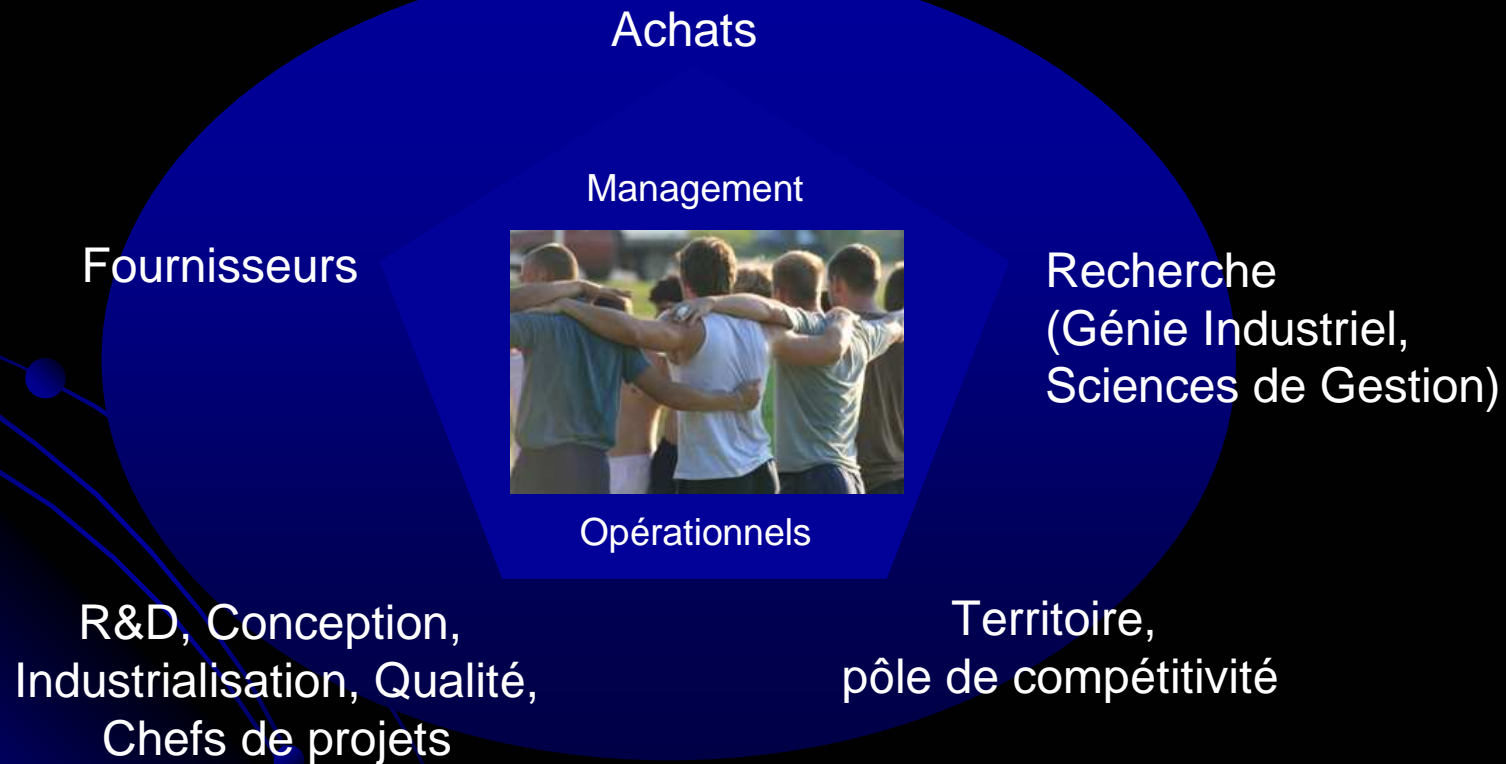 Achats
Management
Fournisseurs
Recherche
(Génie Industriel,
Sciences de Gestion)
Opérationnels
R&D, Conception,
Industrialisation, Qualité,
Chefs de projets
Territoire,
pôle de compétitivité